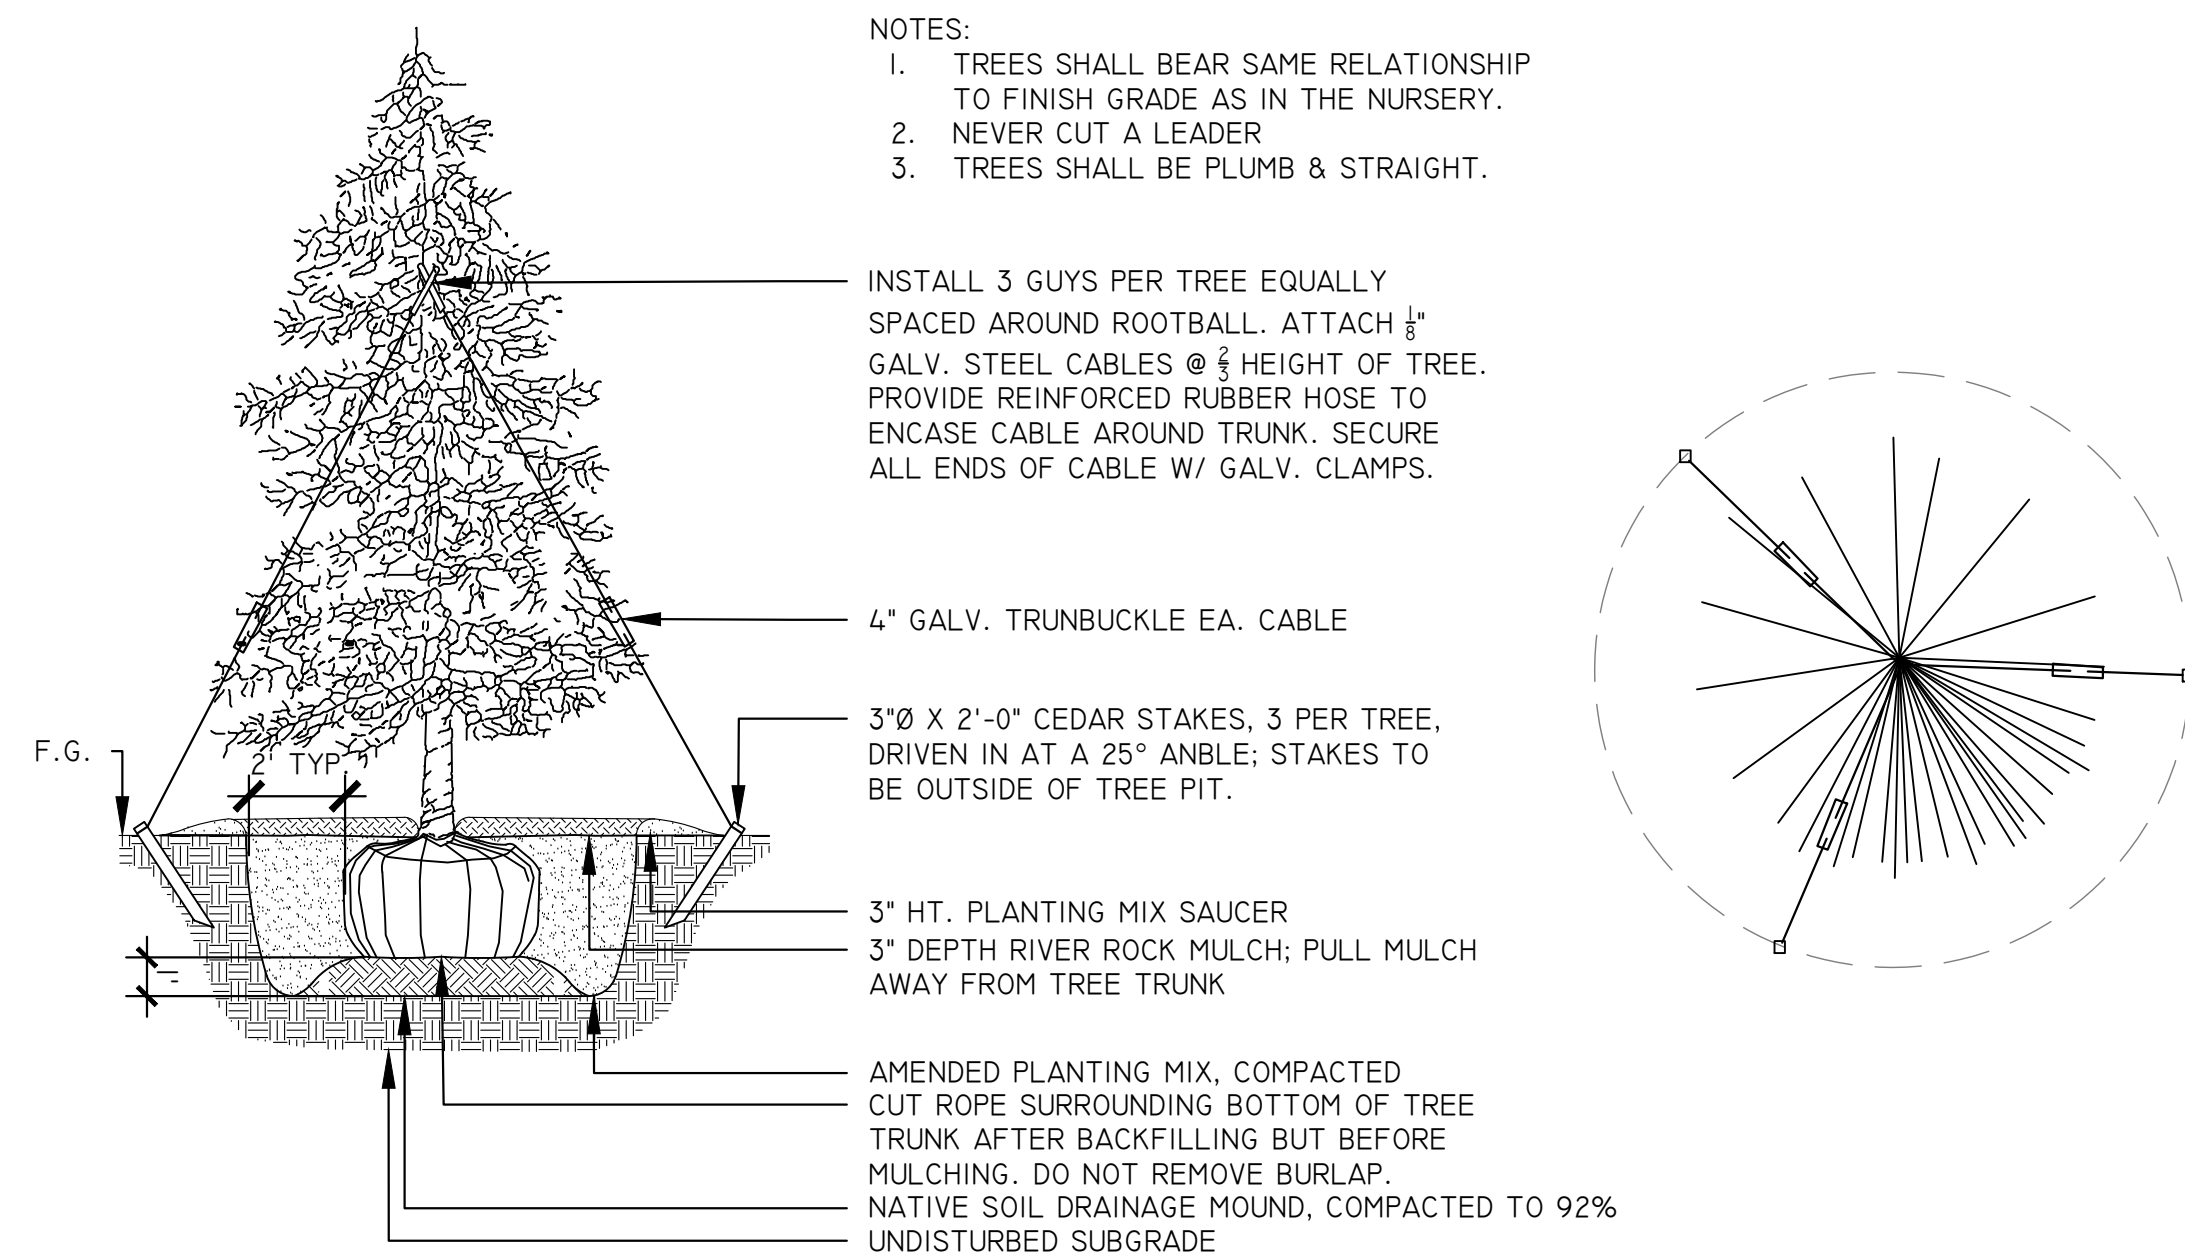 NOTES:
1. TREES SHALL BEAR SAME RELATIONSHIP
TO FINISH GRADE AS IN THE NURSERY.
2. NEVER CUT A LEADER
3. TREES SHALL BE PLUMB & STRAIGHT.
INSTALL 3 GUYS PER TREE EQUALLY
SPACED AROUND ROOTBALL. ATTACH 1/8"
GALV. STEEL CABLES @ 2/3 HEIGHT OF TREE.
PROVIDE REINFORCED RUBBER HOSE TO
ENCASE CABLE AROUND TRUNK. SECURE
ALL ENDS OF CABLE W/ GALV. CLAMPS.
4" GALV. TRUNBUCKLE EA. CABLE
3"Ø X 2'-0" CEDAR STAKES, 3 PER TREE,
DRIVEN IN AT A 25° ANBLE; STAKES TO
BE OUTSIDE OF TREE PIT.
F.G.
2' TYP.
3" HT. PLANTING MIX SAUCER
3" DEPTH RIVER ROCK MULCH; PULL MULCH
AWAY FROM TREE TRUNK
1'
AMENDED PLANTING MIX, COMPACTED
CUT ROPE SURROUNDING BOTTOM OF TREE
TRUNK AFTER BACKFILLING BUT BEFORE
MULCHING. DO NOT REMOVE BURLAP.
NATIVE SOIL DRAINAGE MOUND, COMPACTED TO 92%
UNDISTURBED SUBGRADE